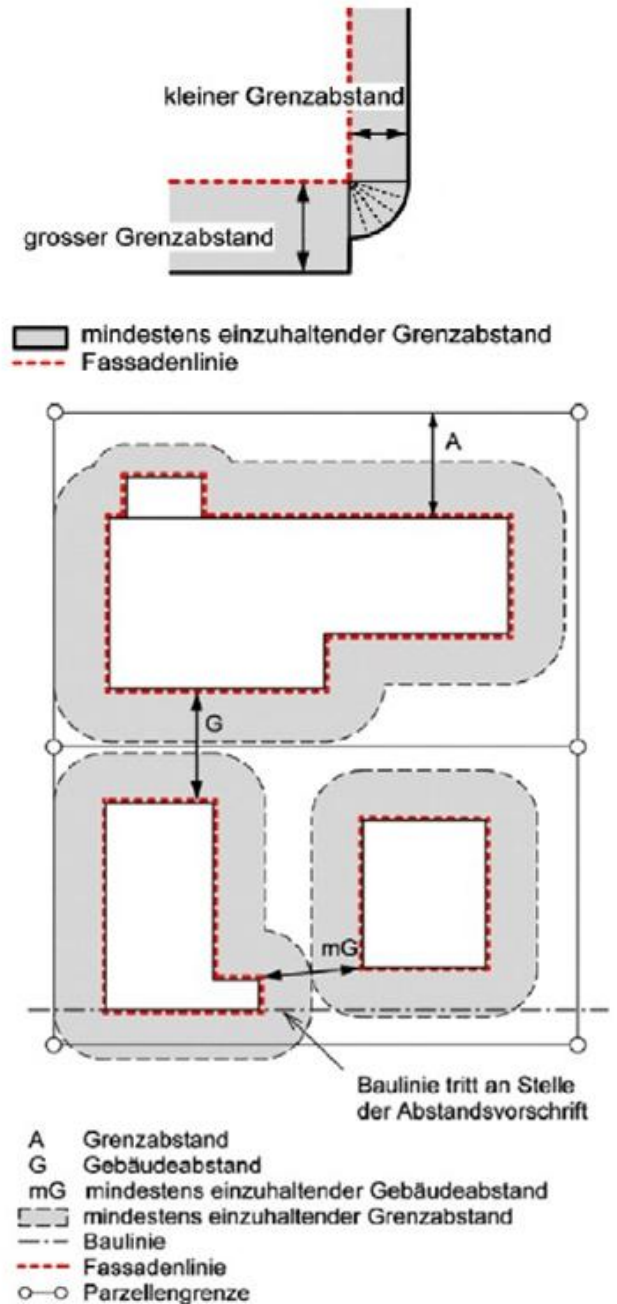 kleiner Grenzabstand
grosser Grenzabstand
mindestens einzuhaltender Grenzabstand
Fassadenlinie
A
G
mG
Baulinie tritt an Stelle
der Abstandsvorschrift
A Grenzabstand
G Gebäudeabstand
mG mindestens einzuhaltender Gebäudeabstand
mindestens einzuhaltender Grenzabstand
Baulinie
Fassadenlinie
Parzellengrenze